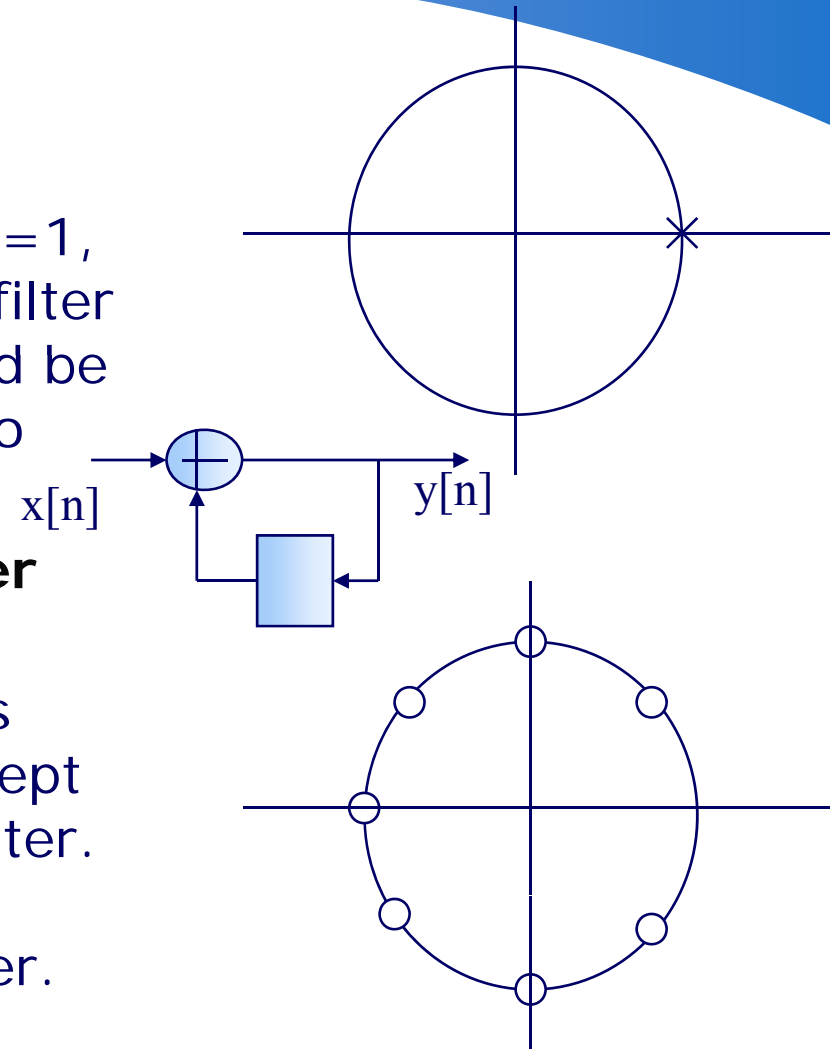 =1,
filter
d be
o
x[n]
y[n]
er
s
ept
ter.
er.